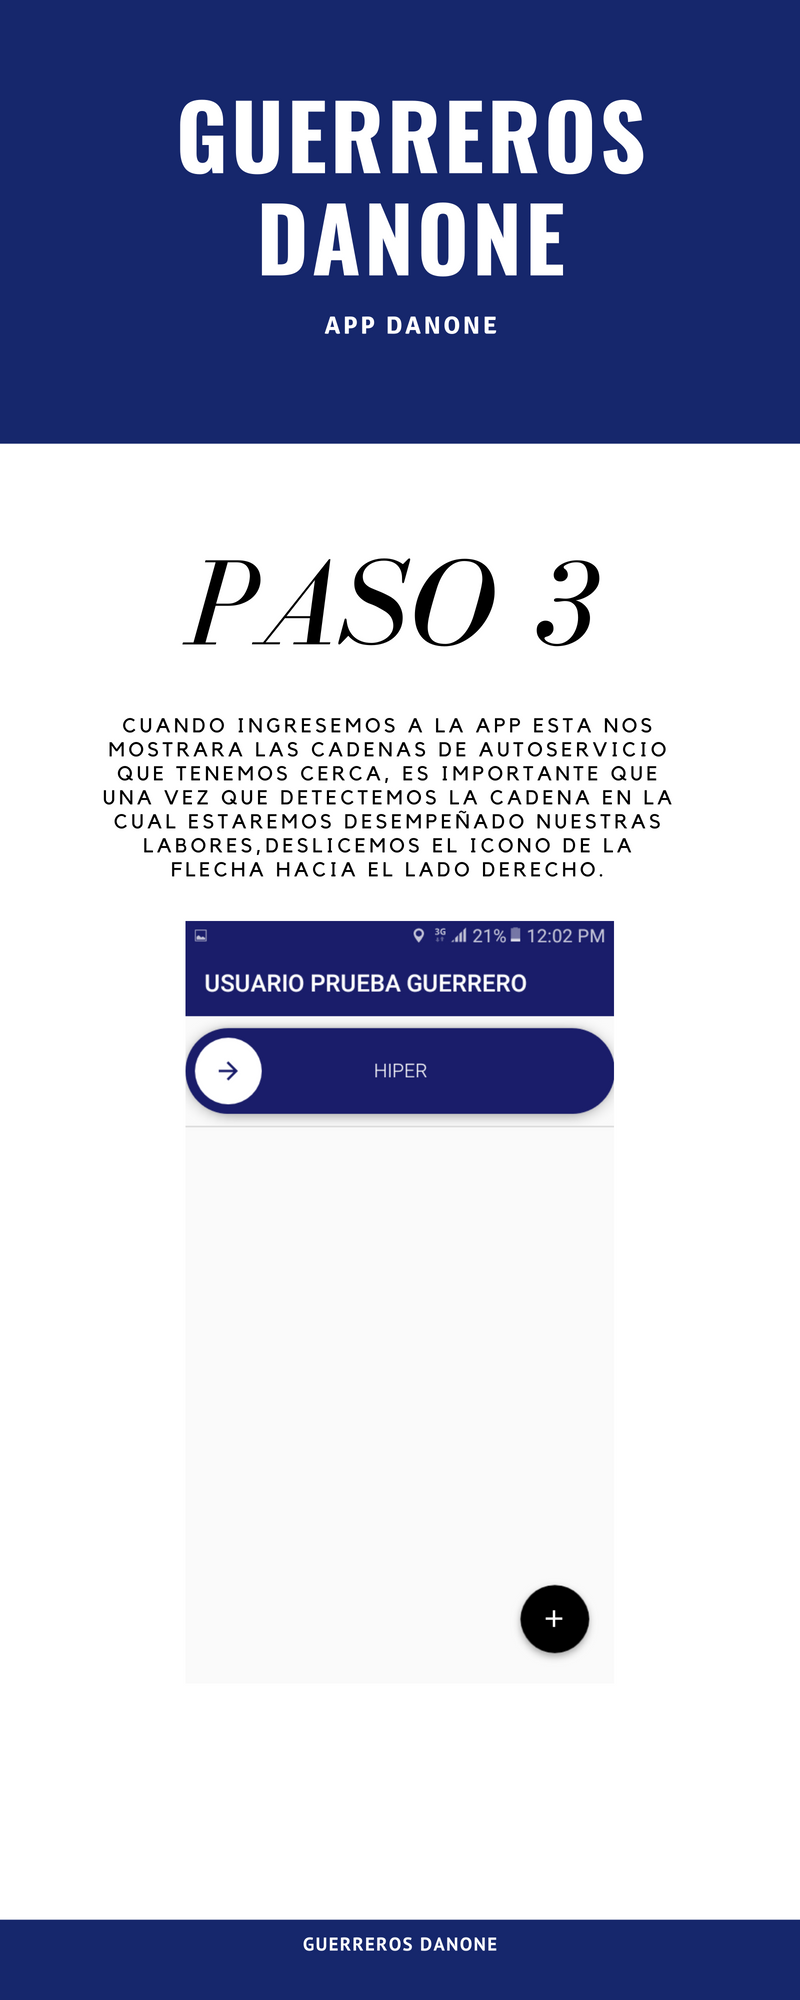 GUERREROS
DANONE
APP DANONE
PASO 3
CUANDO INGRESEMOS A LA APP ESTA NOS
MOSTRARA LAS CADENAS DE AUTOSERVICIO
QUE TENEMOS CERCA, ES IMPORTANTE QUE
UNA VEZ QUE DETECTEMOS LA CADENA EN LA
CUAL ESTAREMOS DESEMPEÑADO NUESTRAS
LABORES,DESLICEMOS EL ICONO DE LA
FLECHA HACIA EL LADO DERECHO.
3G 21% 12:02 PM
USUARIO PRUEBA GUERRERO
HIPER
GUERREROS DANONE